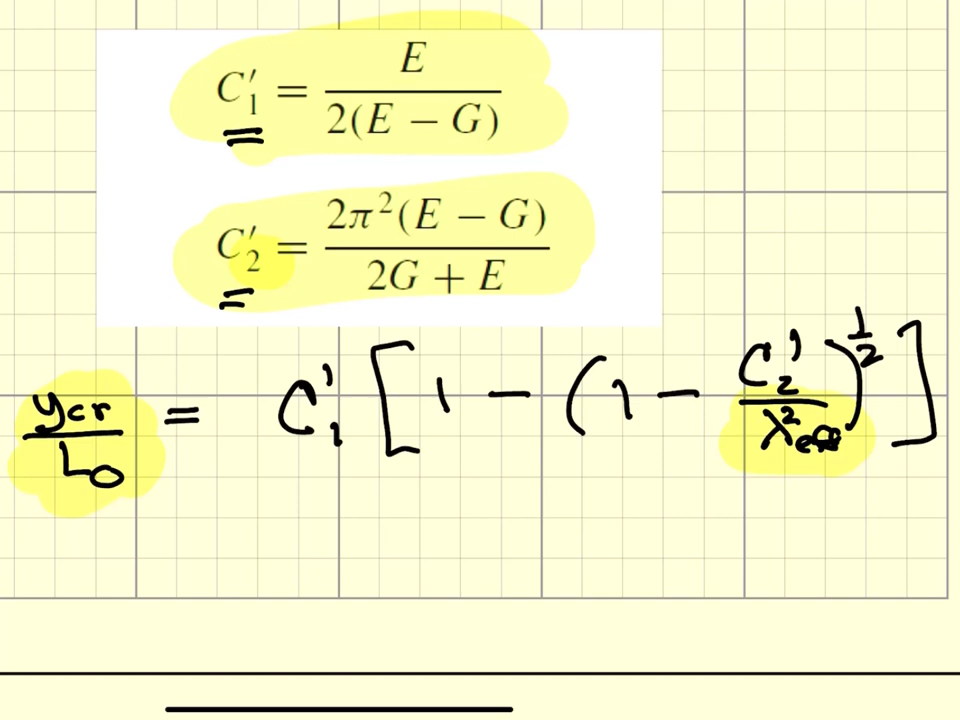 C′₁ = E / 2(E − G)
C′₂ = 2π²(E − G) / 2G + E
ycr / L₀ = C′₁ [ 1 − (1 − C′₂ / λ²eff)^1/2 ]